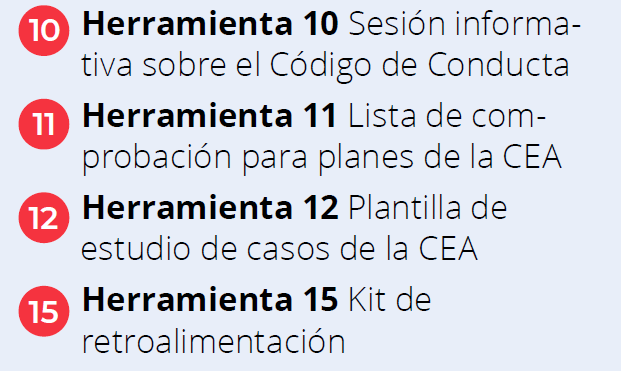 10 Herramienta 10 Sesión informa-
tiva sobre el Código de Conducta
11 Herramienta 11 Lista de com-
probación para planes de la CEA
12 Herramienta 12 Plantilla de
estudio de casos de la CEA
15 Herramienta 15 Kit de
retroalimentación